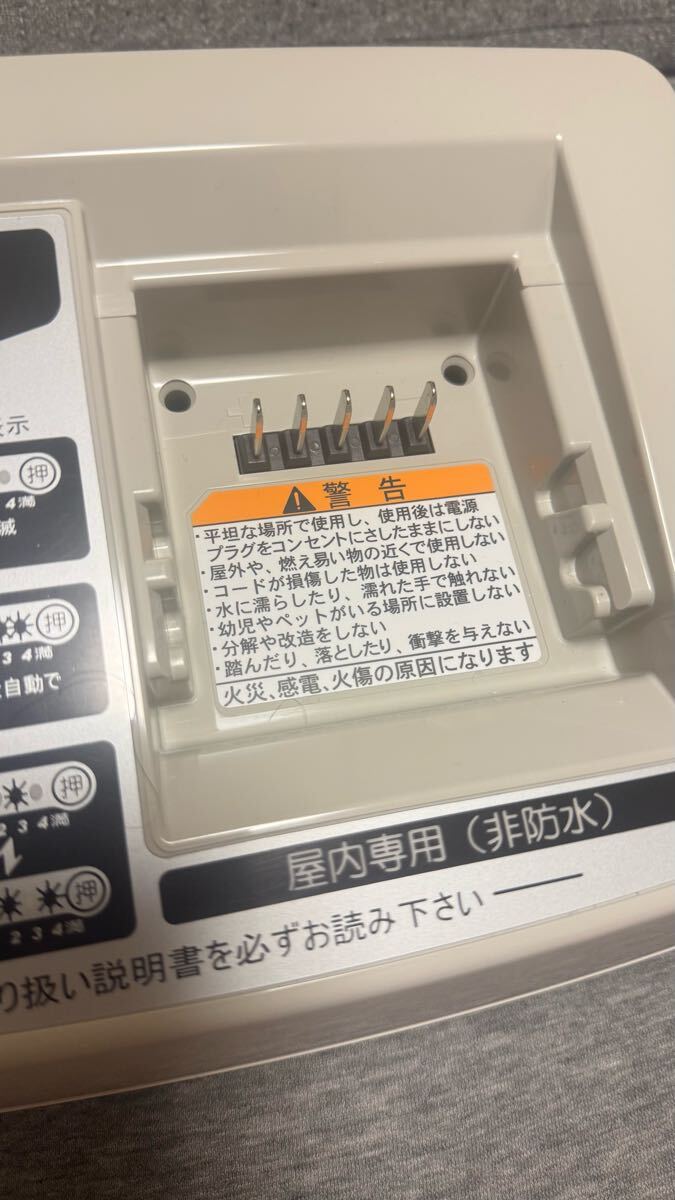 示
押
4満
滅
押
3 4満
自動で
押
2 3 4満
押
2 3 4満
警告
・平坦な場所で使用し、使用後は電源
プラグをコンセントにさしたままにしない
・屋外や、燃え易い物の近くで使用しない
・コードが損傷した物は使用しない
・水に濡らしたり、濡れた手で触れない
・幼児やペットがいる場所に設置しない
・分解や改造をしない
・踏んだり、落としたり、衝撃を与えない
火災、感電、火傷の原因になります
屋内専用（非防水）
り扱い説明書を必ずお読み下さい